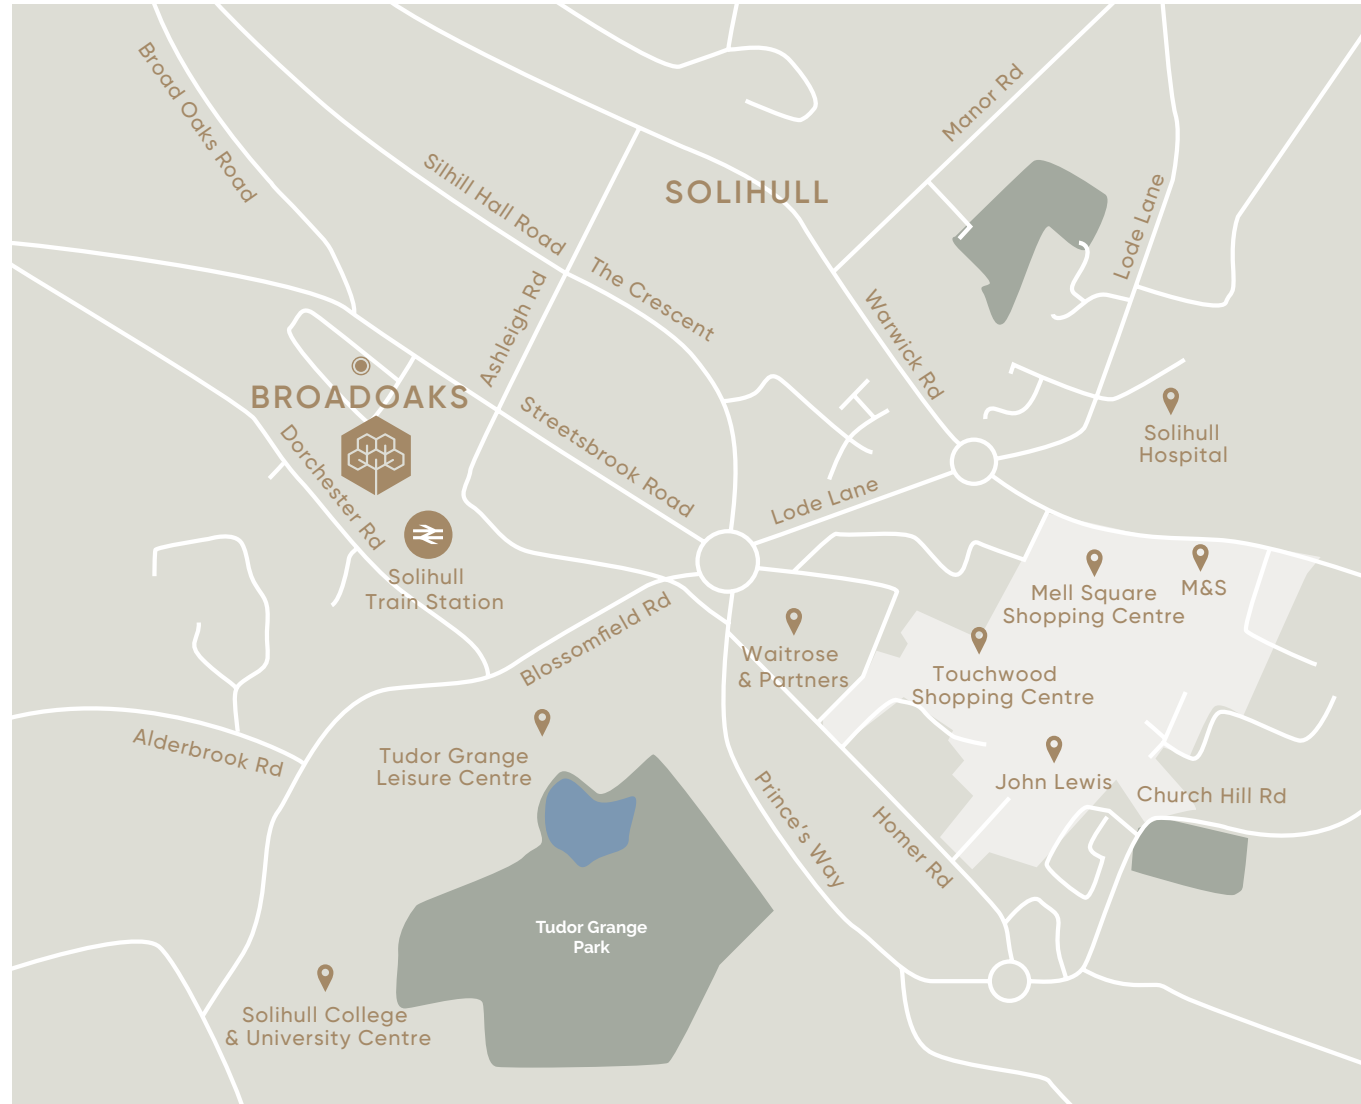 Broad Oaks Road
Manor Rd
Silhill Hall Road
SOLIHULL
Lode Lane
The Crescent
Ashleigh Rd
Warwick Rd
BROADOAKS
Streetsbrook Road
Dorchester Rd
Solihull
Hospital
Lode Lane
Solihull
Train Station
Mell Square
Shopping Centre
M&S
Blossomfield Rd
Waitrose
& Partners
Touchwood
Shopping Centre
Alderbrook Rd
Tudor Grange
Leisure Centre
John Lewis
Church Hill Rd
Prince's Way
Homer Rd
Tudor Grange
Park
Solihull College
& University Centre